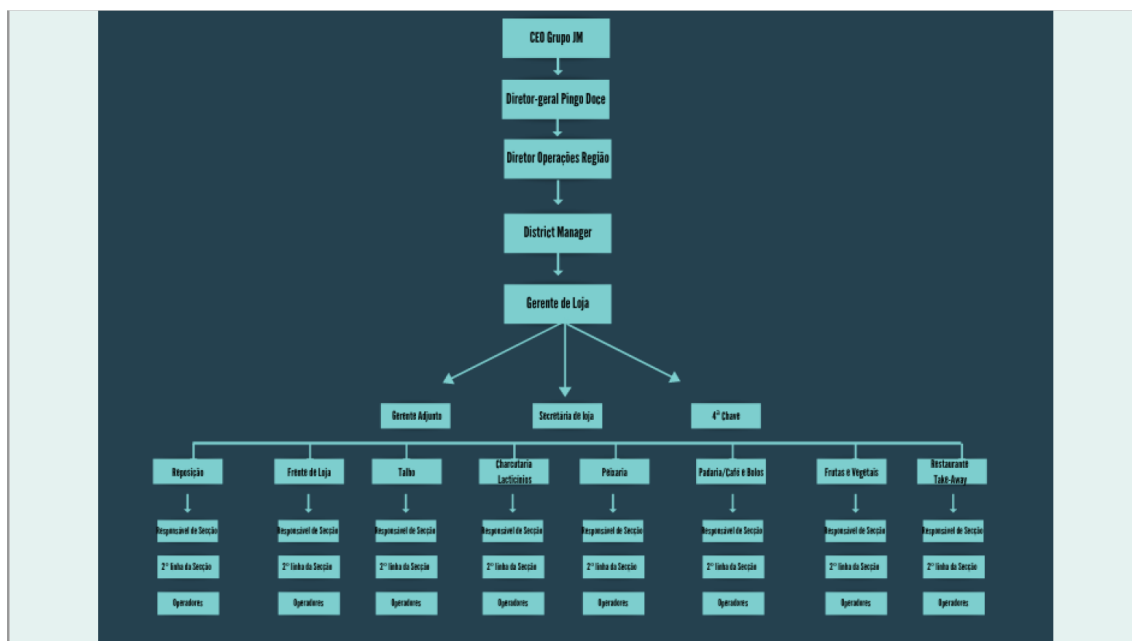 CEO Grupo JM
Diretor-geral Pingo Doce
Diretor Operações Região
District Manager
Gerente de Loja
Gerente Adjunto
Secretária de loja
4ª Chave
Reposição
Frente de Loja
Talho
Charcutaria
Lacticínios
Peixaria
Padaria/Café e Bolos
Frutas e Vegetais
Restaurante
Take-Away
Responsável de Secção
Responsável de Secção
Responsável de Secção
Responsável de Secção
Responsável de Secção
Responsável de Secção
Responsável de Secção
Responsável de Secção
2ª linha da Secção
2ª linha da Secção
2ª linha da Secção
2ª linha da Secção
2ª linha da Secção
2ª linha da Secção
2ª linha da Secção
2ª linha da Secção
Operadores
Operadores
Operadores
Operadores
Operadores
Operadores
Operadores
Operadores